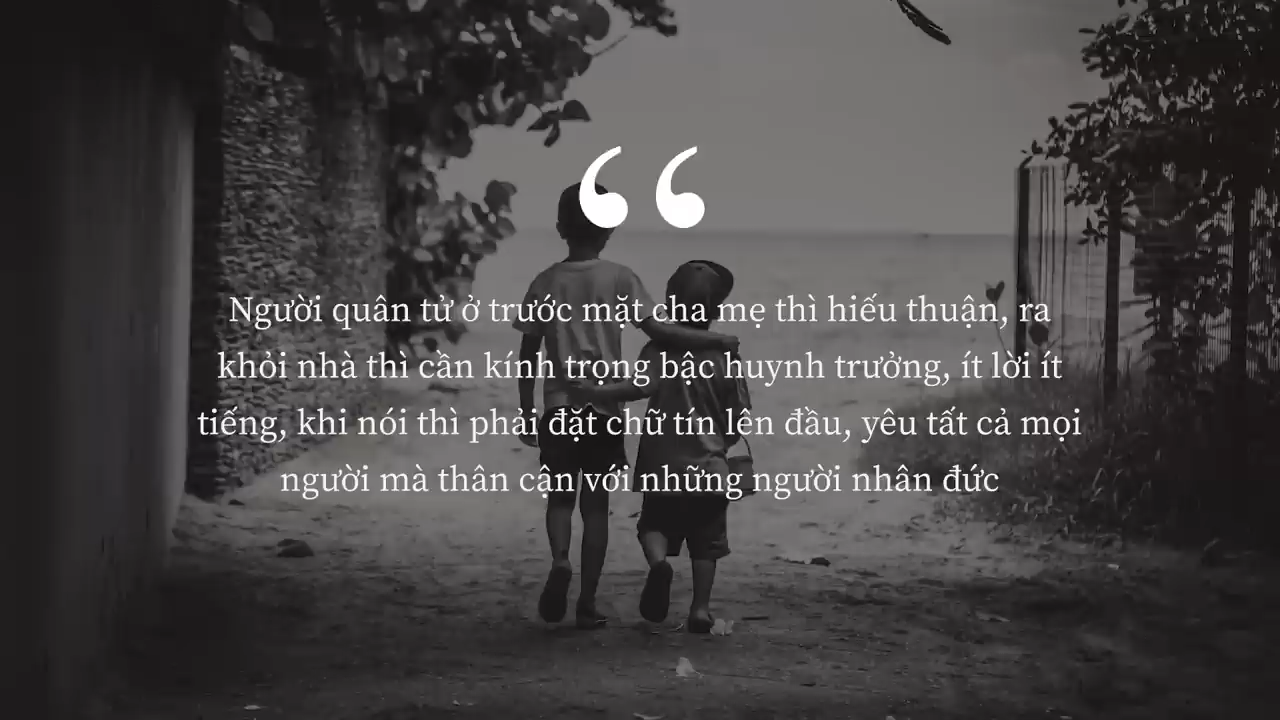 “
Người quân tử ở trước mặt cha mẹ thì hiếu thuận, ra
khỏi nhà thì cần kính trọng bậc huynh trưởng, ít lời ít
tiếng, khi nói thì phải đặt chữ tín lên đầu, yêu tất cả mọi
người mà thân cận với những người nhân đức